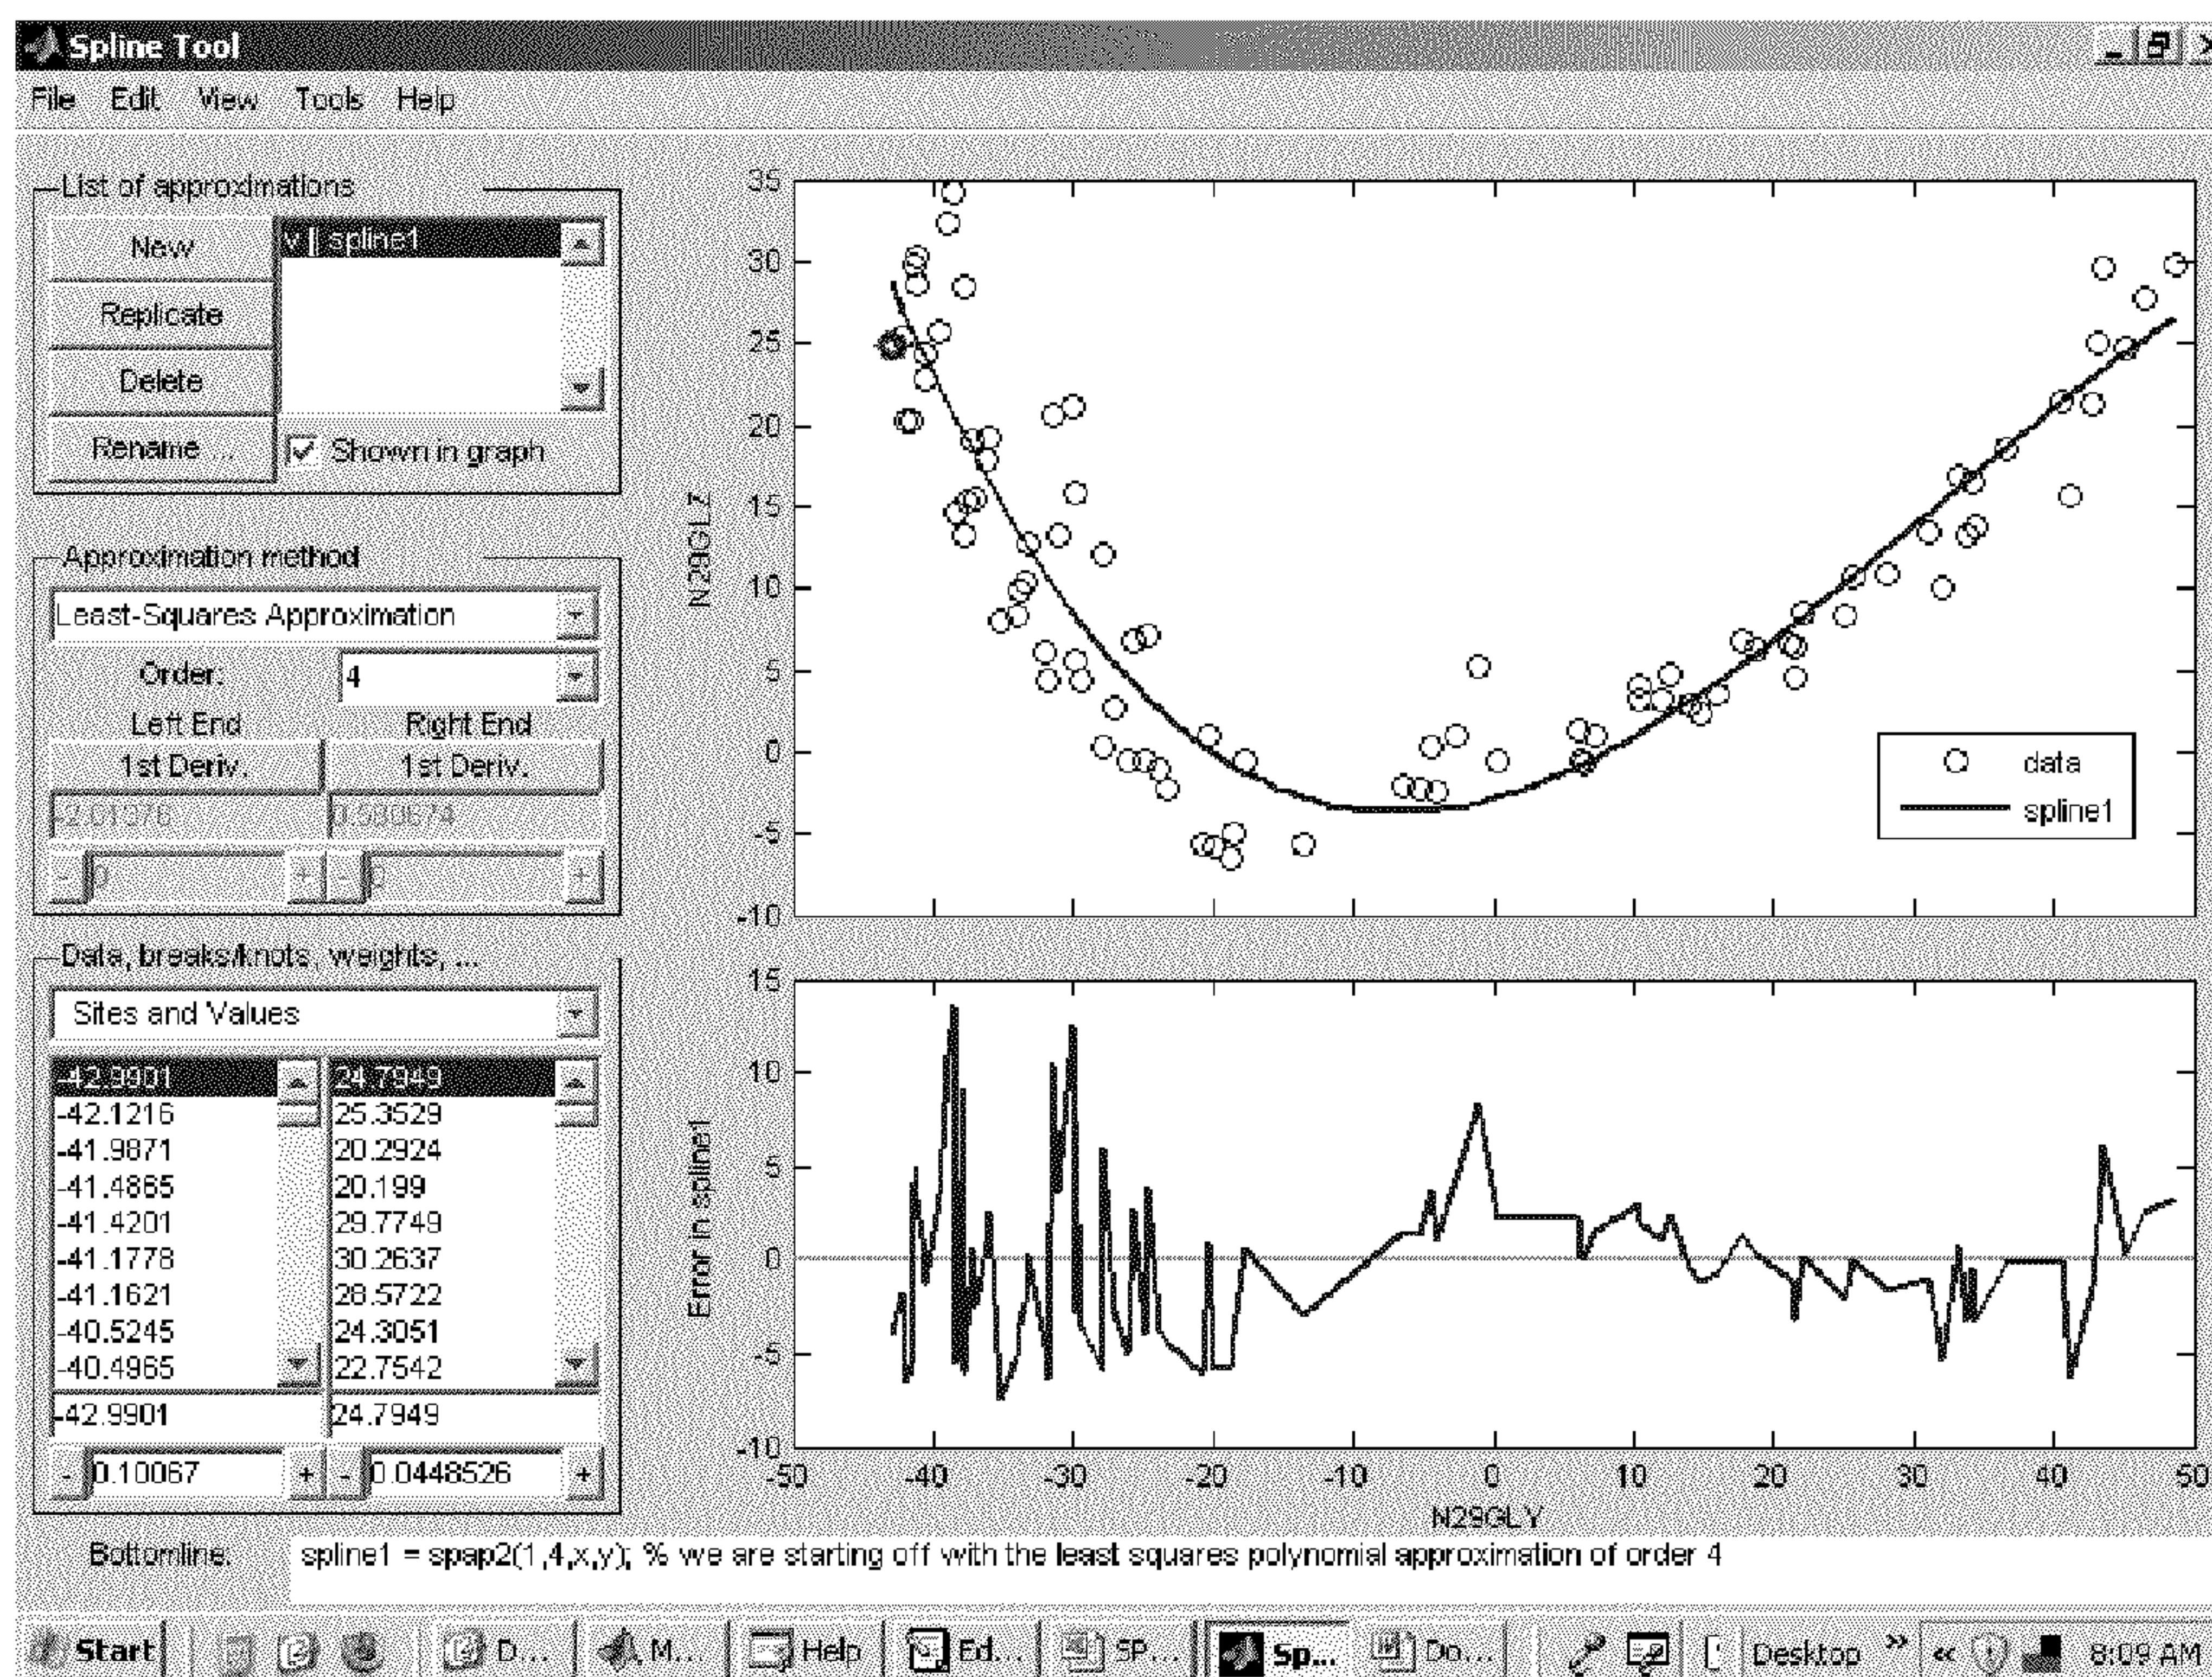 Spline Tool
File Edit View Tools Help
List of approximations
New
Replicate
Delete
Rename ...
v | spline1
Shown in graph
Approximation method
Least-Squares Approximation
Order: 4
Left End Right End
1st Deriv. 1st Deriv.
0 0
Data, breaks/knots, weights, ...
Sites and Values
-42.9901 24.7949
-42.1216 25.3529
-41.9871 20.2924
-41.4865 20.199
-41.4201 29.7749
-41.1778 30.2637
-41.1621 28.5722
-40.5245 24.3051
-40.4965 22.7542
-42.9901 24.7949
- 0.10067 + - 0.0448526 +
35
30
25
20
15
10
5
0
-5
-10
N29GLZ
data
spline1
15
10
5
0
-5
-10
Error in spline1
-50 -40 -30 -20 -10 0 10 20 30 40 50
N29GLY
Bottomline: spline1 = spap2(1,4,x,y); % we are starting off with the least squares polynomial approximation of order 4
Start D... M... Help Ed... SP... Sp... Do... Desktop » « 8:09 AM